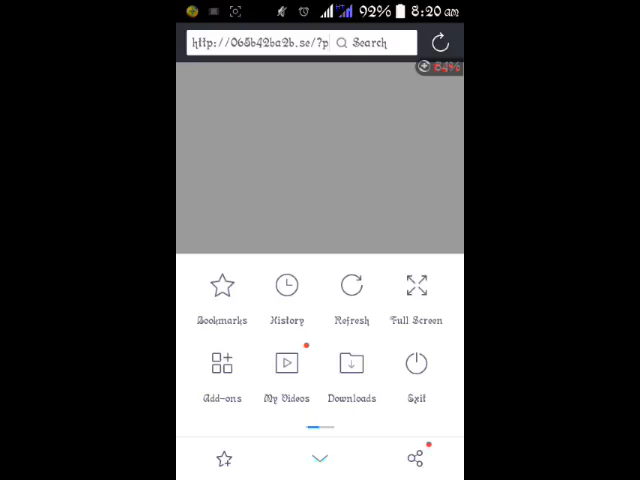 92% 8:20 am
http://065b42ba2b.se/?p Search
84%
Bookmarks History Refresh Full Screen
Add-ons My Videos Downloads Exit